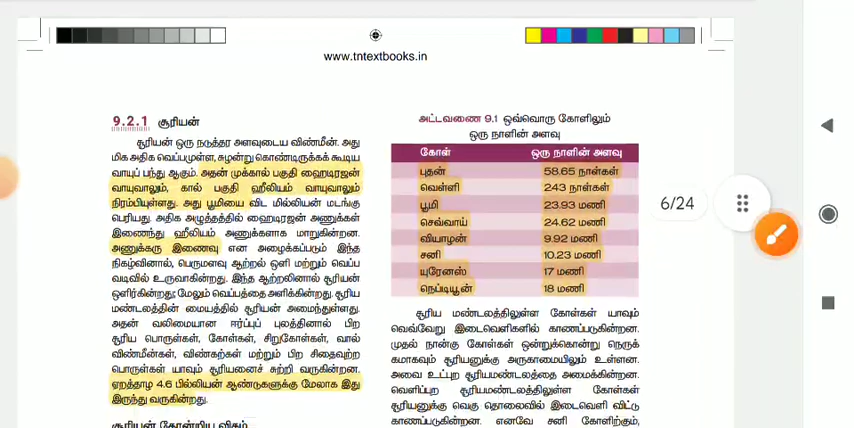 www.tntextbooks.in
9.2.1 சூரியன்
சூரியன் ஒரு நடுத்தர அளவுடைய விண்மீன். அது
மிக அதிக வெப்பமுள்ள, சுழன்று கொண்டிருக்கக் கூடிய
வாயுப் பந்து ஆகும். அதன் முக்கால் பகுதி ஹைடிரஜன்
வாயுவாலும், கால் பகுதி ஹீலியம் வாயுவாலும்
நிரம்பியுள்ளது. அது பூமியை விட மில்லியன் மடங்கு
பெரியது. அதிக அழுத்தத்தில் ஹைடிரஜன் அணுக்கள்
இணைந்து ஹீலியம் அணுக்களாக மாறுகின்றன.
அணுக்கரு இணைவு என அழைக்கப்படும் இந்த
நிகழ்வினால், பெருமளவு ஆற்றல் ஒளி மற்றும் வெப்ப
வடிவில் உருவாகின்றது. இந்த ஆற்றலினால் சூரியன்
ஒளிர்கின்றது; மேலும் வெப்பத்தை அளிக்கின்றது. சூரிய
மண்டலத்தின் மையத்தில் சூரியன் அமைந்துள்ளது.
அதன் வலிமையான ஈர்ப்புப் புலத்தினால் பிற
சூரிய பொருள்கள், கோள்கள், சிறுகோள்கள், வால்
விண்மீன்கள், விண்கற்கள் மற்றும் பிற சிதைவுற்ற
பொருள்கள் யாவும் சூரியனைச் சுற்றி வருகின்றன.
ஏறத்தாழ 4.6 பில்லியன் ஆண்டுகளுக்கு மேலாக இது
இருந்து வருகின்றது.
சூரியன் தோன்றிய விதம்
அட்டவணை 9.1 ஒவ்வொரு கோளிலும்
ஒரு நாளின் அளவு
கோள் ஒரு நாளின் அளவு
புதன் 58.65 நாள்கள்
வெள்ளி 243 நாள்கள்
பூமி 23.93 மணி
செவ்வாய் 24.62 மணி
வியாழன் 9.92 மணி
சனி 10.23 மணி
யுரேனஸ் 17 மணி
நெப்டியூன் 18 மணி
சூரிய மண்டலத்திலுள்ள கோள்கள் யாவும்
வெவ்வேறு இடைவெளிகளில் காணப்படுகின்றன.
முதல் நான்கு கோள்கள் ஒன்றுக்கொன்று நெருக்
கமாகவும் சூரியனுக்கு அருகாமையிலும் உள்ளன.
அவை உட்புற சூரியமண்டலத்தை அமைக்கின்றன.
வெளிப்புற சூரியமண்டலத்திலுள்ள கோள்கள்
சூரியனுக்கு வெகு தொலைவில் இடைவெளி விட்டு
காணப்படுகின்றன. எனவே சனி கோளிற்கும்,
6/24